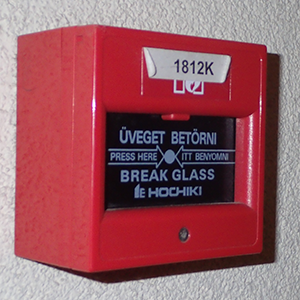 1812K
ÜVEGET BETÖRNI
PRESS HERE ITT BENYOMNI
BREAK GLASS
HOCHIKI